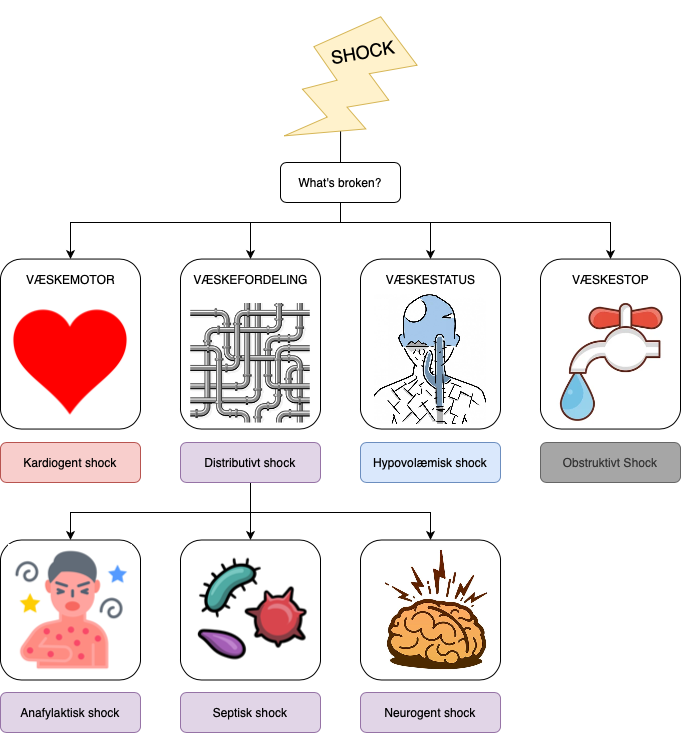 SHOCK
What's broken?
VÆSKEMOTOR
VÆSKEFORDELING
VÆSKESTATUS
VÆSKESTOP
Kardiogent shock
Distributivt shock
Hypovolæmisk shock
Obstruktivt Shock
Anafylaktisk shock
Septisk shock
Neurogent shock